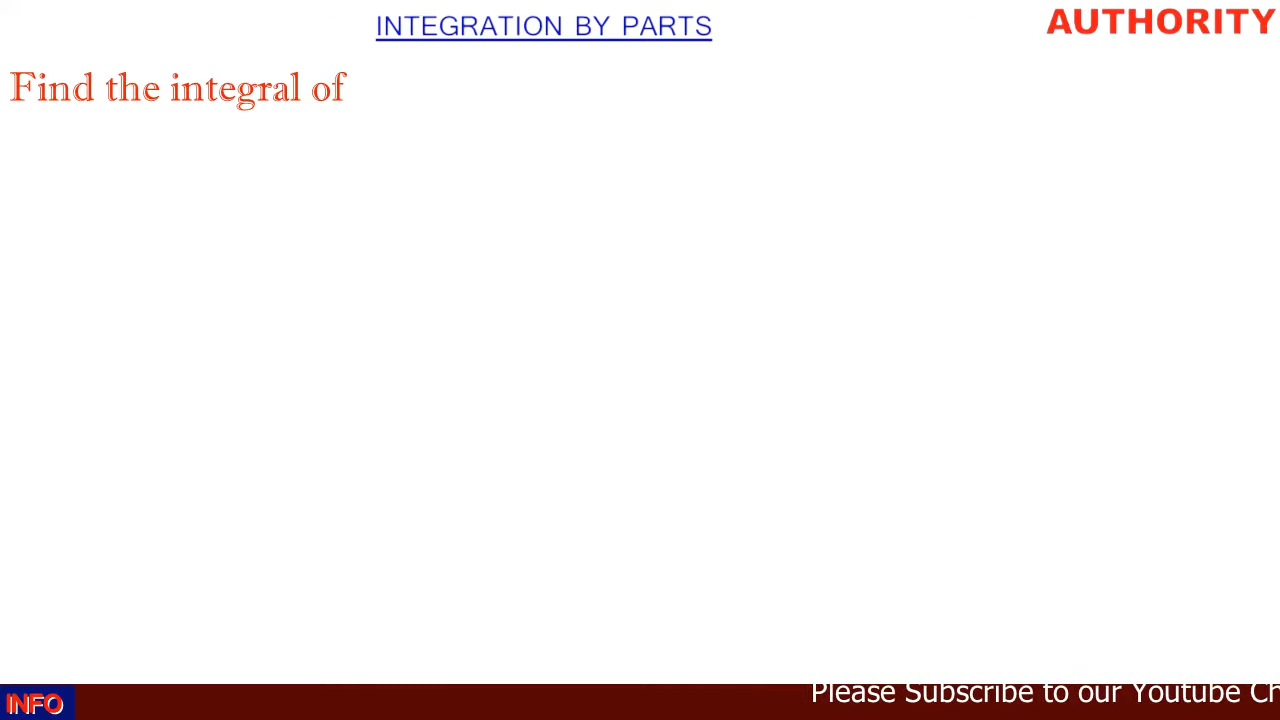 INTEGRATION BY PARTS
AUTHORITY
Find the integral of
INFO
Please Subscribe to our Youtube Ch